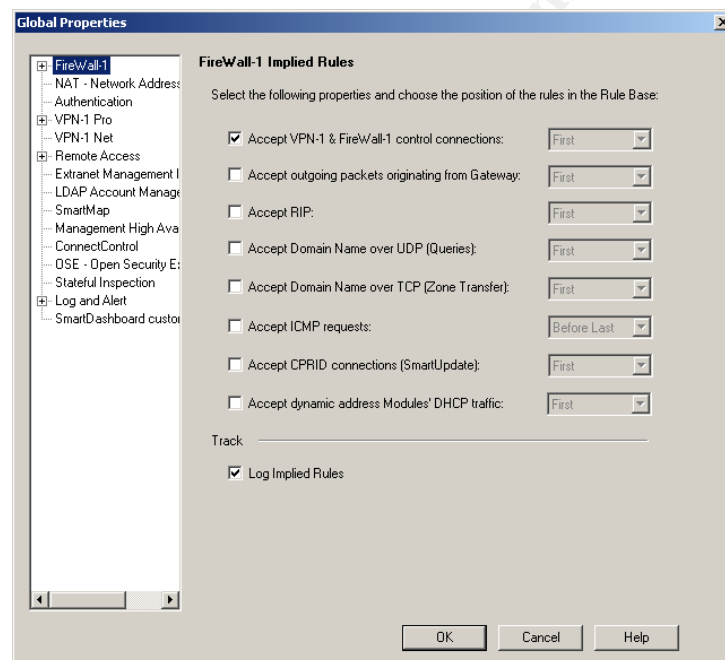 Global Properties
FireWall-1
NAT - Network Address
Authentication
VPN-1 Pro
VPN-1 Net
Remote Access
Extranet Management I
LDAP Account Manage
SmartMap
Management High Ava
ConnectControl
OSE - Open Security E
Stateful Inspection
Log and Alert
SmartDashboard custo
FireWall-1 Implied Rules
Select the following properties and choose the position of the rules in the Rule Base:
Accept VPN-1 & FireWall-1 control connections: First
Accept outgoing packets originating from Gateway: First
Accept RIP: First
Accept Domain Name over UDP (Queries): First
Accept Domain Name over TCP (Zone Transfer): First
Accept ICMP requests: Before Last
Accept CPRID connections (SmartUpdate): First
Accept dynamic address Modules' DHCP traffic: First
Track
Log Implied Rules
OK Cancel Help